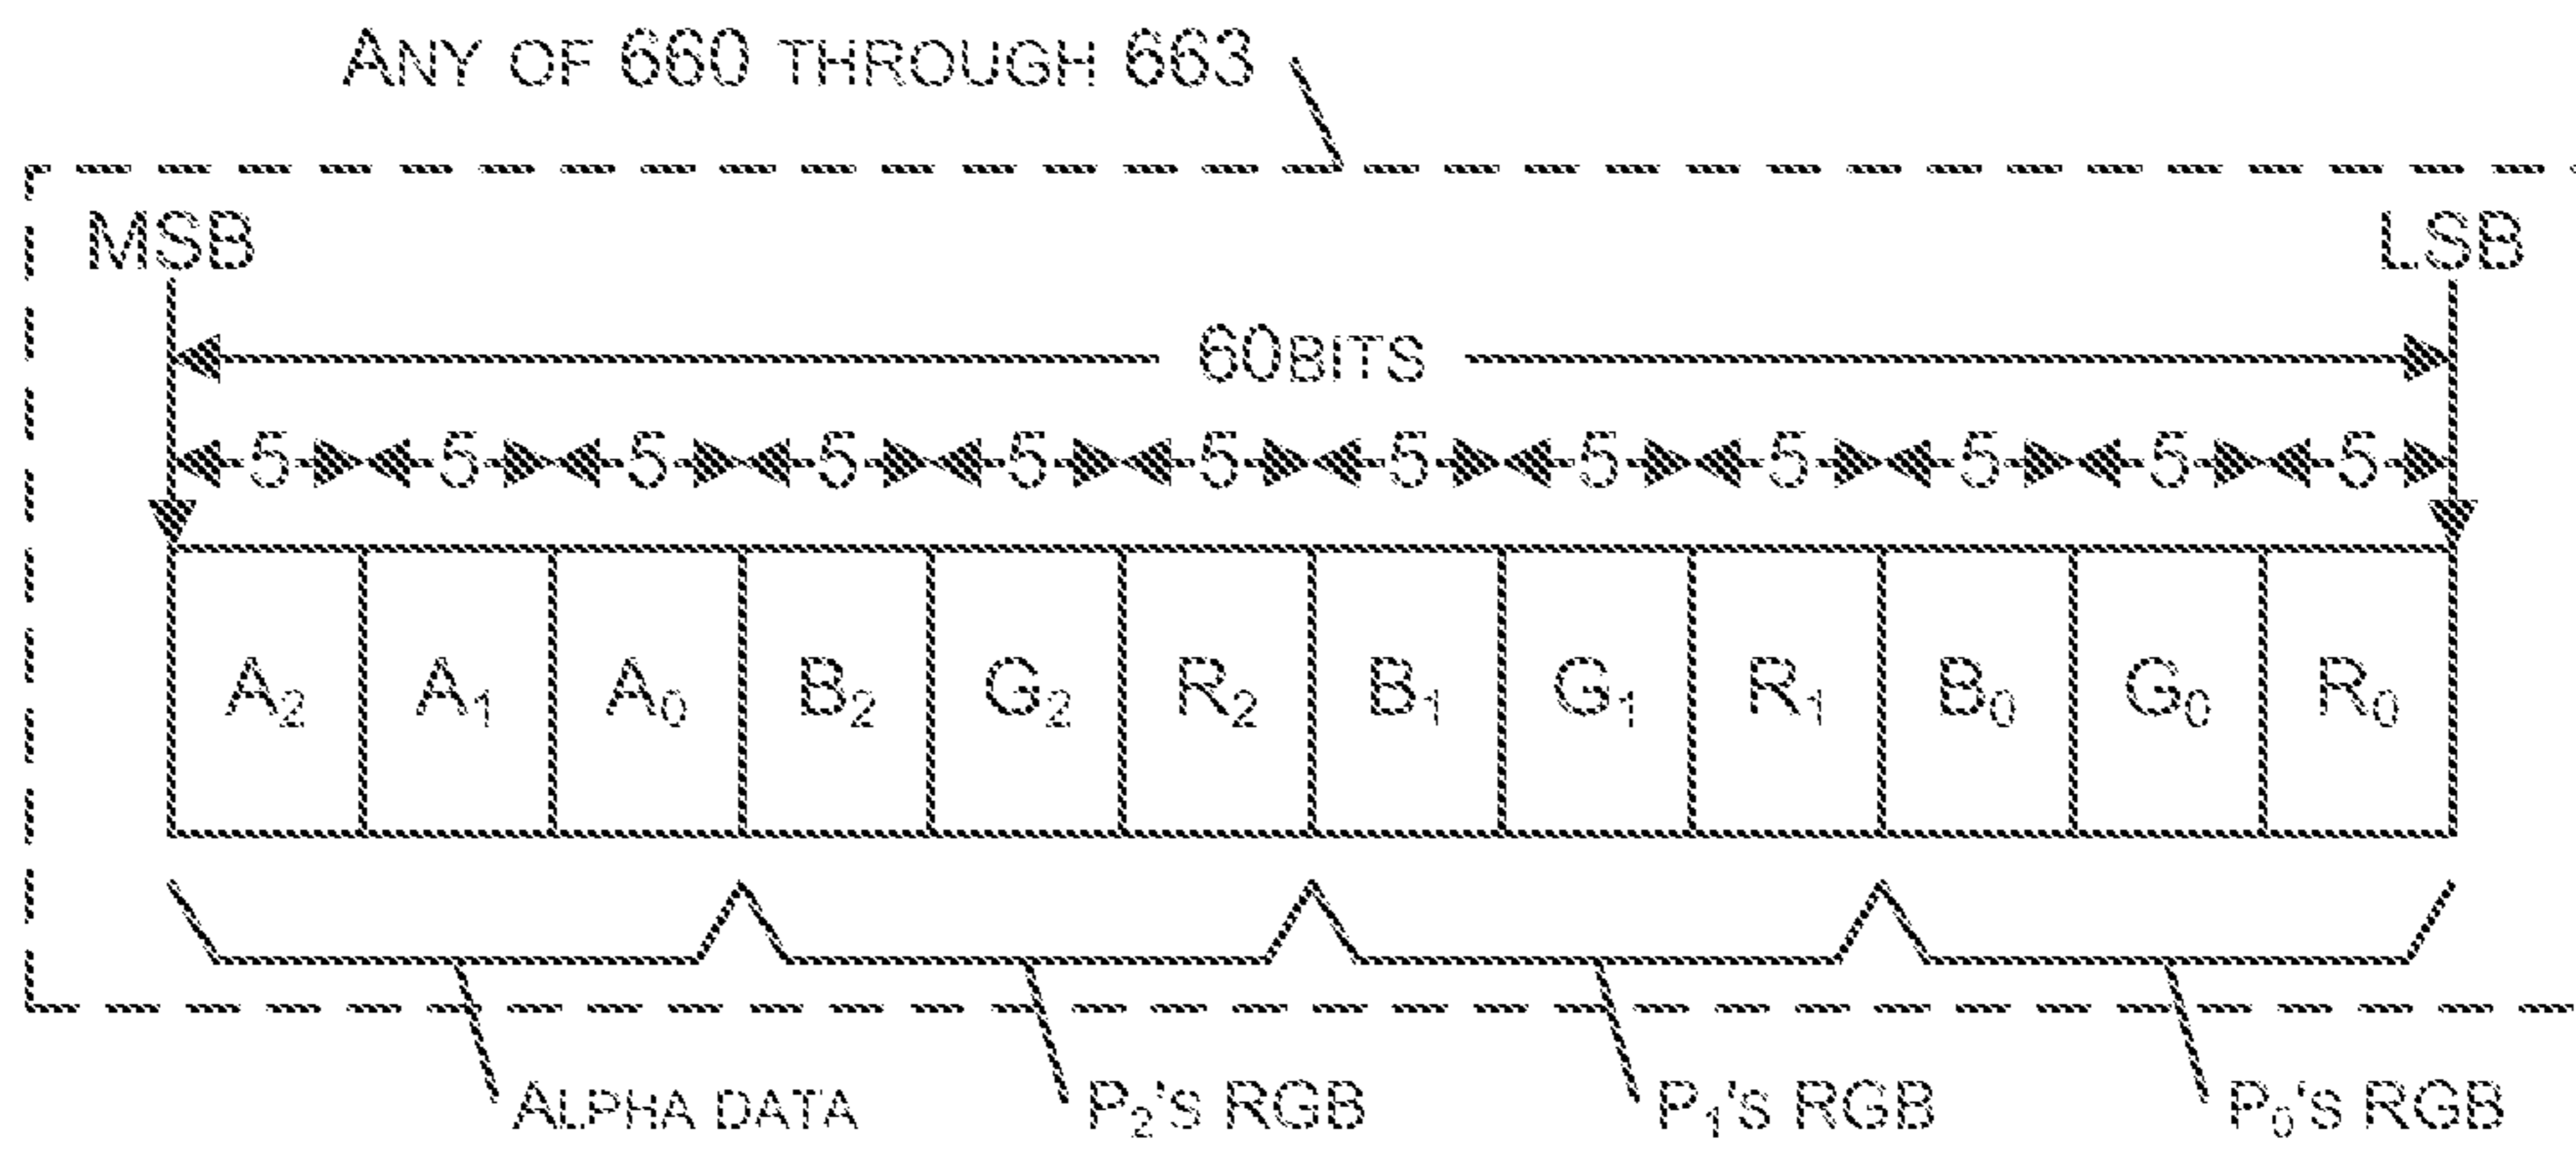 ANY OF 660 THROUGH 663
MSB LSB
60BITS
5 5 5 5 5 5 5 5 5 5 5 5
A2 A1 A0 B2 G2 R2 B1 G1 R1 B0 G0 R0
ALPHA DATA P2'S RGB P1'S RGB P0'S RGB